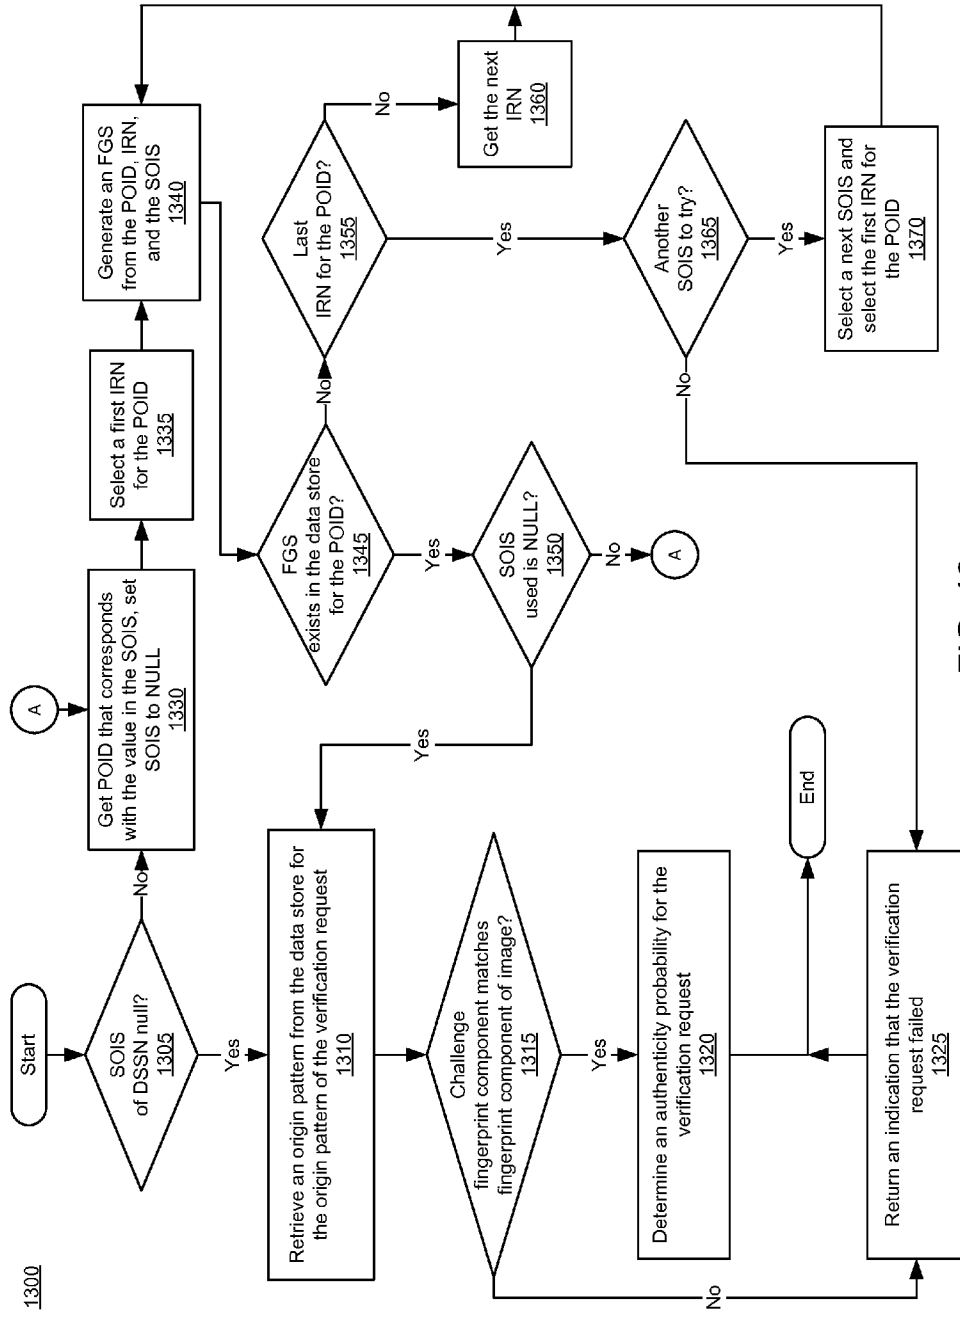 1300
Start
SOIS
of DSSN null?
1305
No
Yes
A
Get POID that corresponds
with the value in the SOIS, set
SOIS to NULL
1330
Select a first IRN
for the POID
1335
Generate an FGS
from the POID, IRN,
and the SOIS
1340
Retrieve an origin pattern from the data store for
the origin pattern of the verification request
1310
Yes
FGS
exists in the data store
for the POID?
1345
No
Yes
Last
IRN for the POID?
1355
No
Yes
Get the next
IRN
1360
Challenge
fingerprint component matches
fingerprint component of image?
1315
Yes
No
SOIS
used is NULL?
1350
No
A
Another
SOIS to try?
1365
No
Yes
Determine an authenticity probability for the
verification request
1320
End
Select a next SOIS and
select the first IRN for
the POID
1370
Return an indication that the verification
request failed
1325